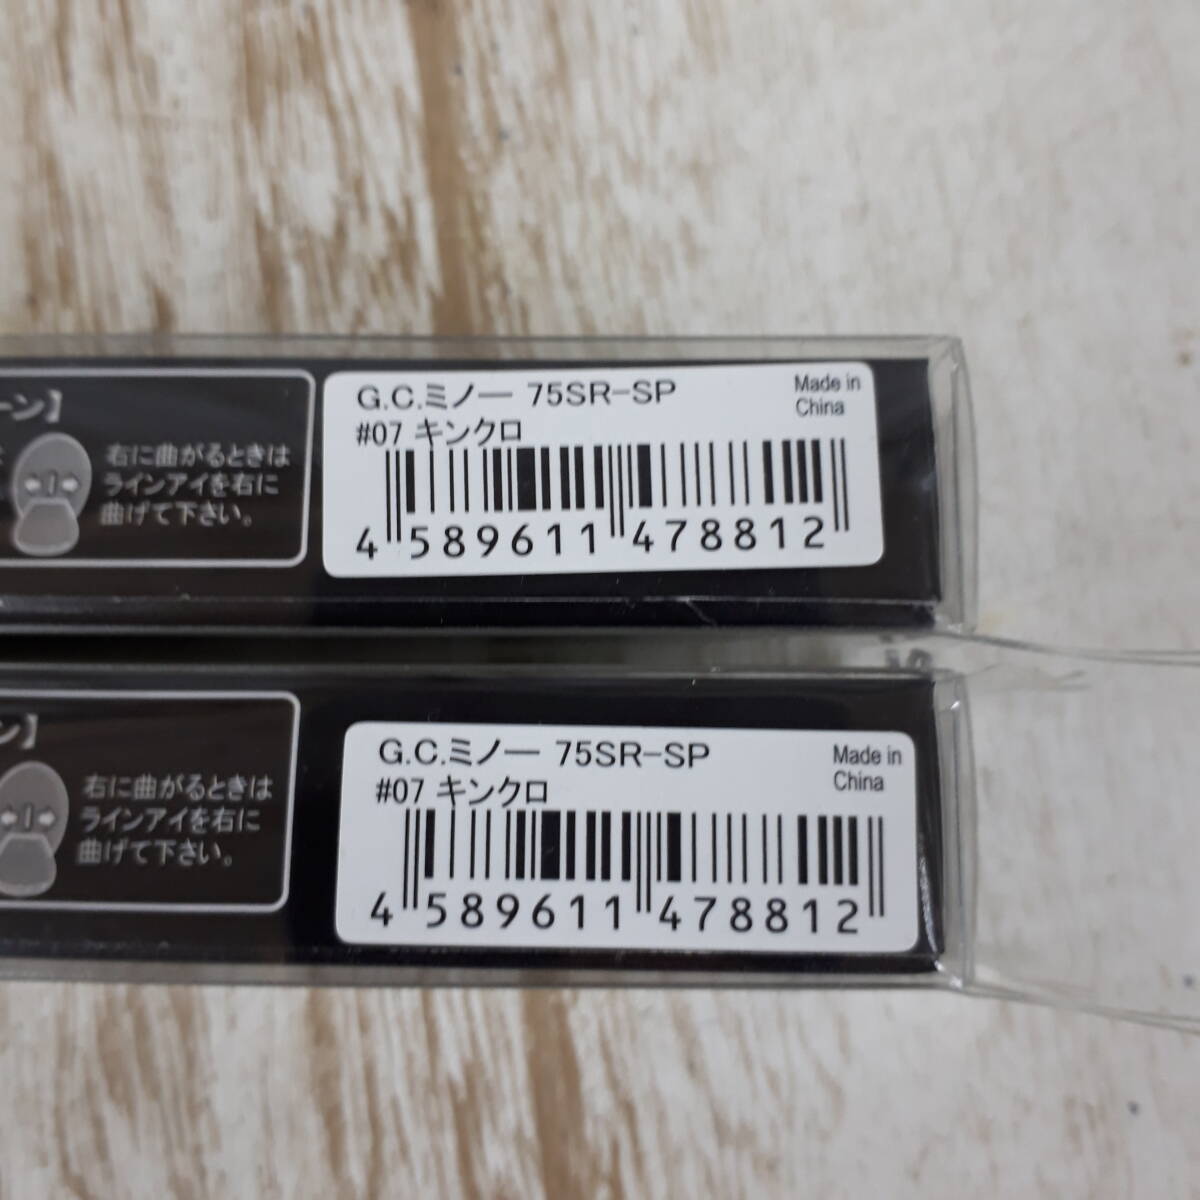 ーン】
右に曲がるときは
ラインアイを右に
曲げて下さい。
G.C.ミノー 75SR-SP
Made in
China
#07 キンクロ
4 589611 478812
ン】
右に曲がるときは
ラインアイを右に
曲げて下さい。
G.C.ミノー 75SR-SP
Made in
China
#07 キンクロ
4 589611 478812